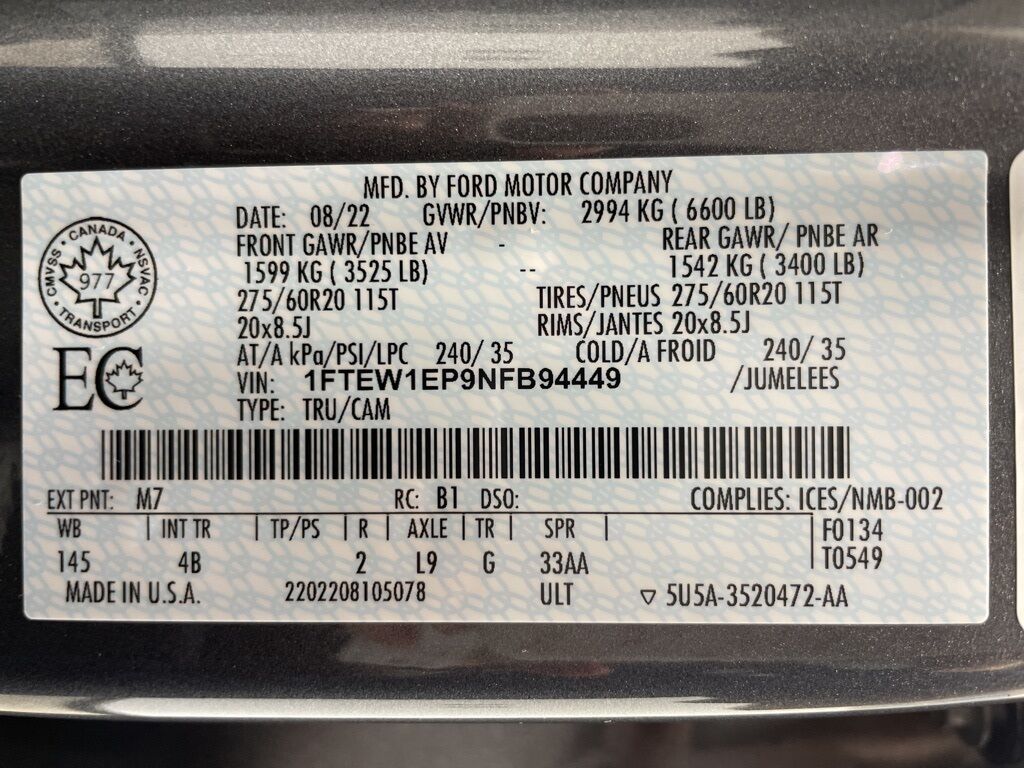 MFD. BY FORD MOTOR COMPANY
DATE: 08/22 GVWR/PNBV: 2994 KG ( 6600 LB)
FRONT GAWR/PNBE AV - REAR GAWR/ PNBE AR
1599 KG ( 3525 LB) -- 1542 KG ( 3400 LB)
275/60R20 115T TIRES/PNEUS 275/60R20 115T
20x8.5J RIMS/JANTES 20x8.5J
AT/A kPa/PSI/LPC 240/ 35 COLD/A FROID 240/ 35
VIN: 1FTEW1EP9NFB94449 /JUMELEES
TYPE: TRU/CAM
CMVSS • CANADA • NSVAC • TRANSPORT •
977
EC
EXT PNT: M7 RC: B1 DSO: COMPLIES: ICES/NMB-002
WB | INT TR | TP/PS | R | AXLE | TR | SPR | F0134
145 4B 2 L9 G 33AA T0549
MADE IN U.S.A. 2202208105078 ULT ▽ 5U5A-3520472-AA